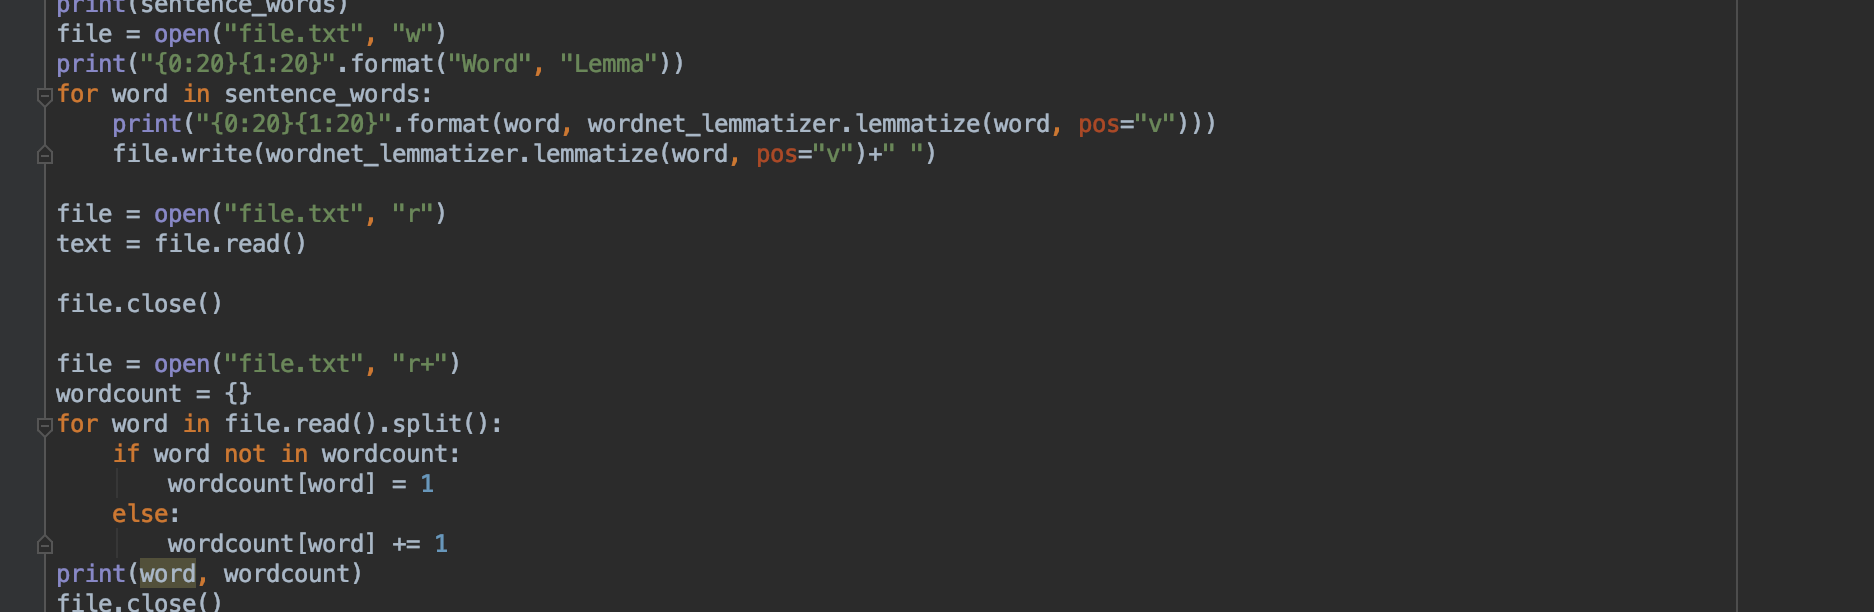 print(sentence_words)
file = open("file.txt", "w")
print("{0:20}{1:20}".format("Word", "Lemma"))
for word in sentence_words:
    print("{0:20}{1:20}".format(word, wordnet_lemmatizer.lemmatize(word, pos="v")))
    file.write(wordnet_lemmatizer.lemmatize(word, pos="v")+" ")
file = open("file.txt", "r")
text = file.read()
file.close()
file = open("file.txt", "r+")
wordcount = {}
for word in file.read().split():
    if word not in wordcount:
        wordcount[word] = 1
    else:
        wordcount[word] += 1
print(word, wordcount)
file.close()